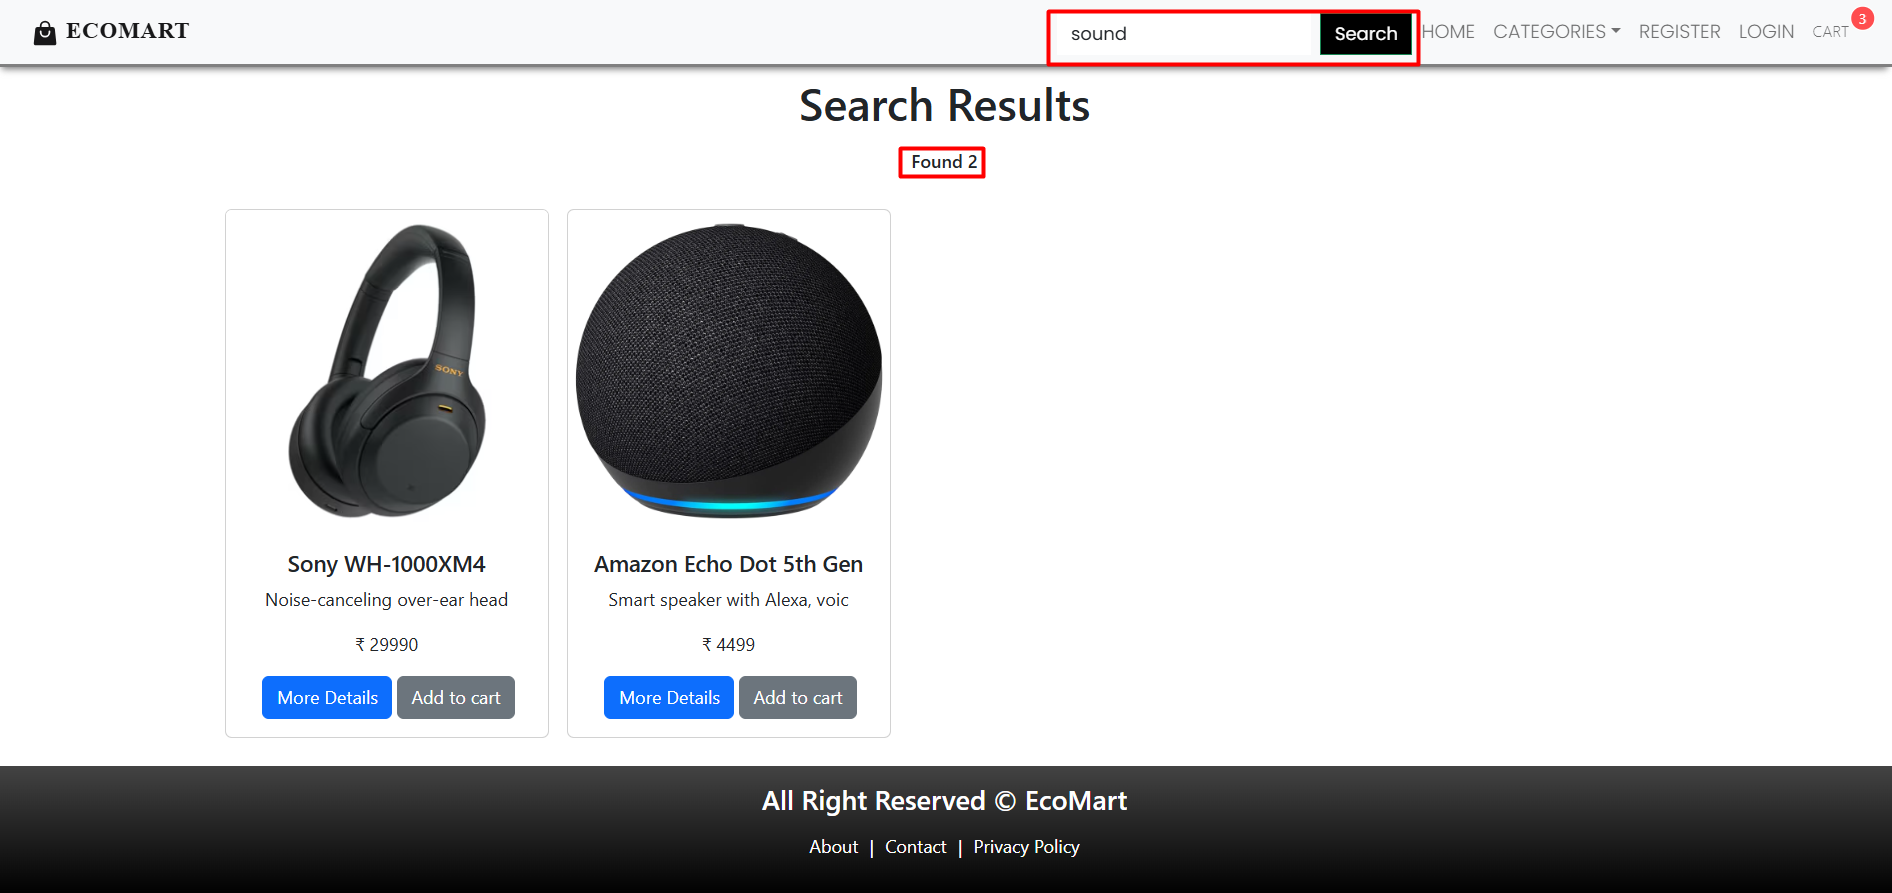 ECOMART
sound Search HOME CATEGORIES REGISTER LOGIN CART 3
Search Results
Found 2
SONY
Sony WH-1000XM4
Noise-canceling over-ear head
₹ 29990
More Details Add to cart
Amazon Echo Dot 5th Gen
Smart speaker with Alexa, voic
₹ 4499
More Details Add to cart
All Right Reserved © EcoMart
About | Contact | Privacy Policy